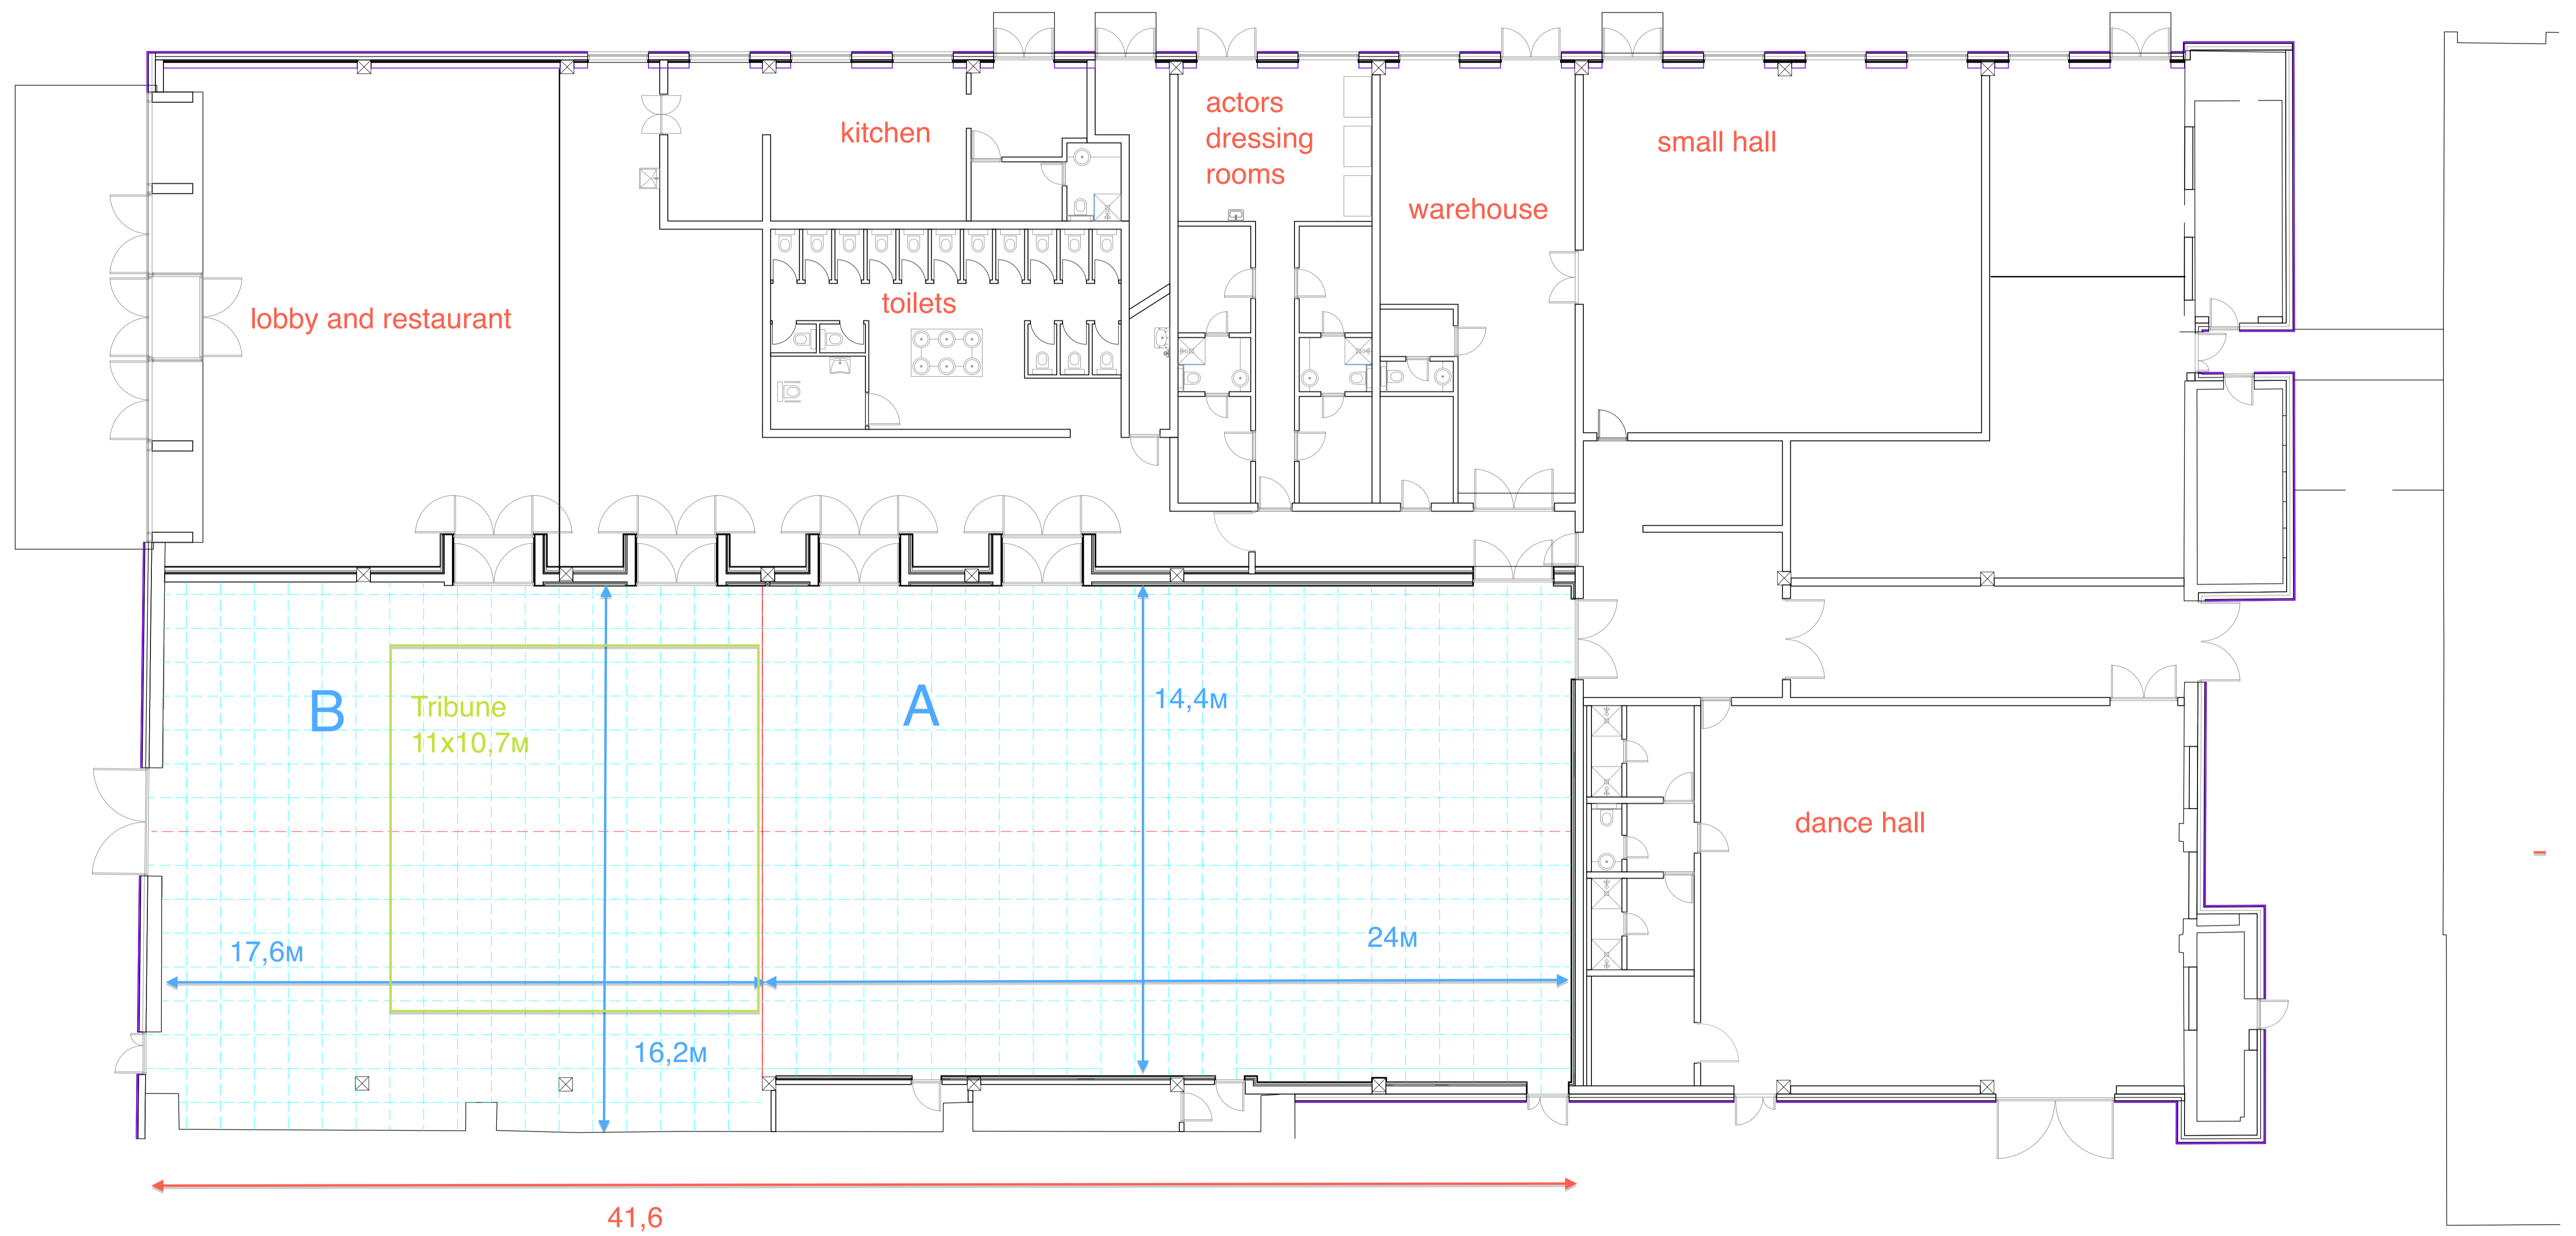 actors
dressing
rooms
kitchen
small hall
warehouse
toilets
lobby and restaurant
B
A
Tribune
11x10,7м
14,4м
dance hall
17,6м
24м
16,2м
41,6